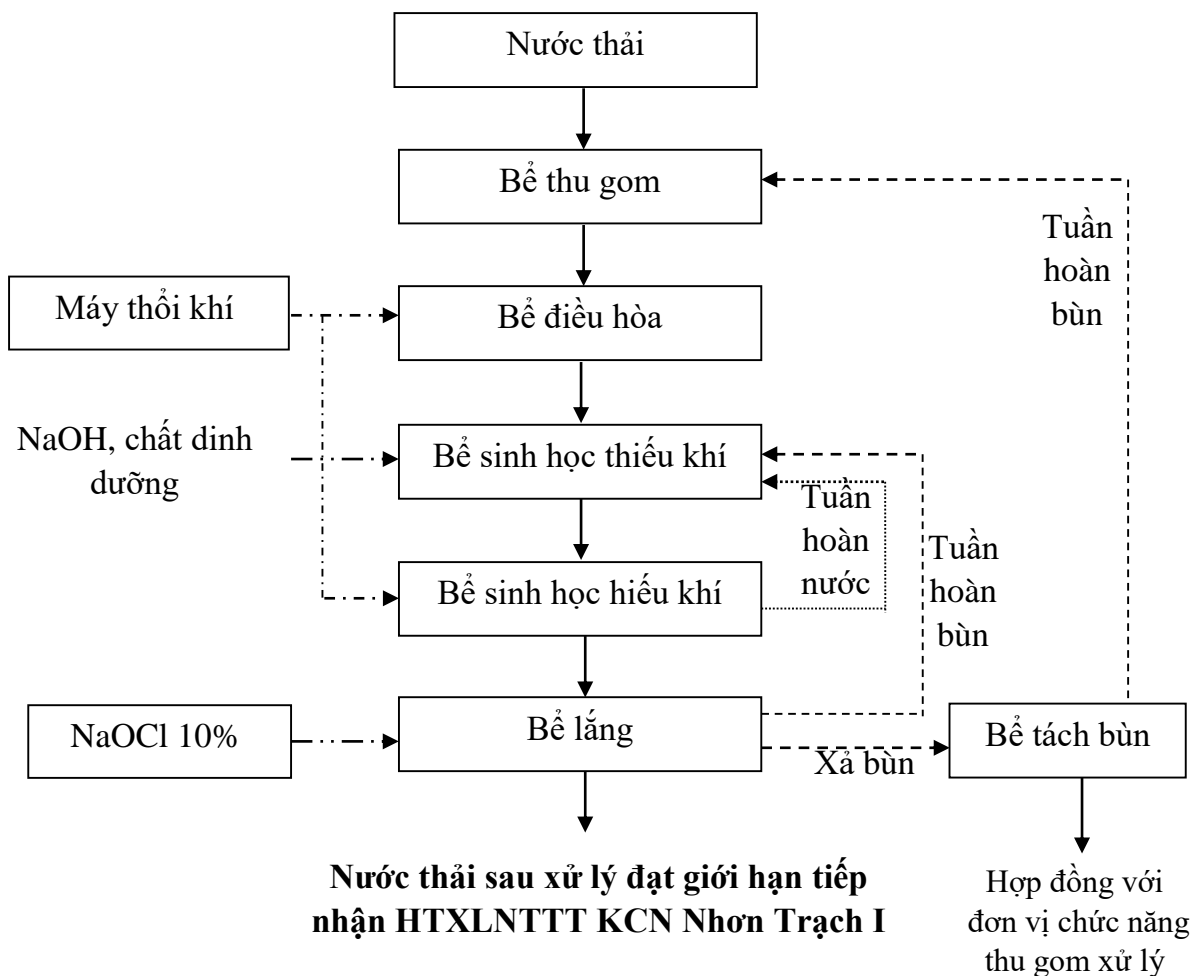 Nước thải
Bể thu gom
Tuần
hoàn
bùn
Máy thổi khí
Bể điều hòa
NaOH, chất dinh
dưỡng
Bể sinh học thiếu khí
Tuần
hoàn
nước
Tuần
hoàn
bùn
Bể sinh học hiếu khí
NaOCl 10%
Bể lắng
Xả bùn
Bể tách bùn
Nước thải sau xử lý đạt giới hạn tiếp
nhận HTXLNTTT KCN Nhơn Trạch I
Hợp đồng với
đơn vị chức năng
thu gom xử lý